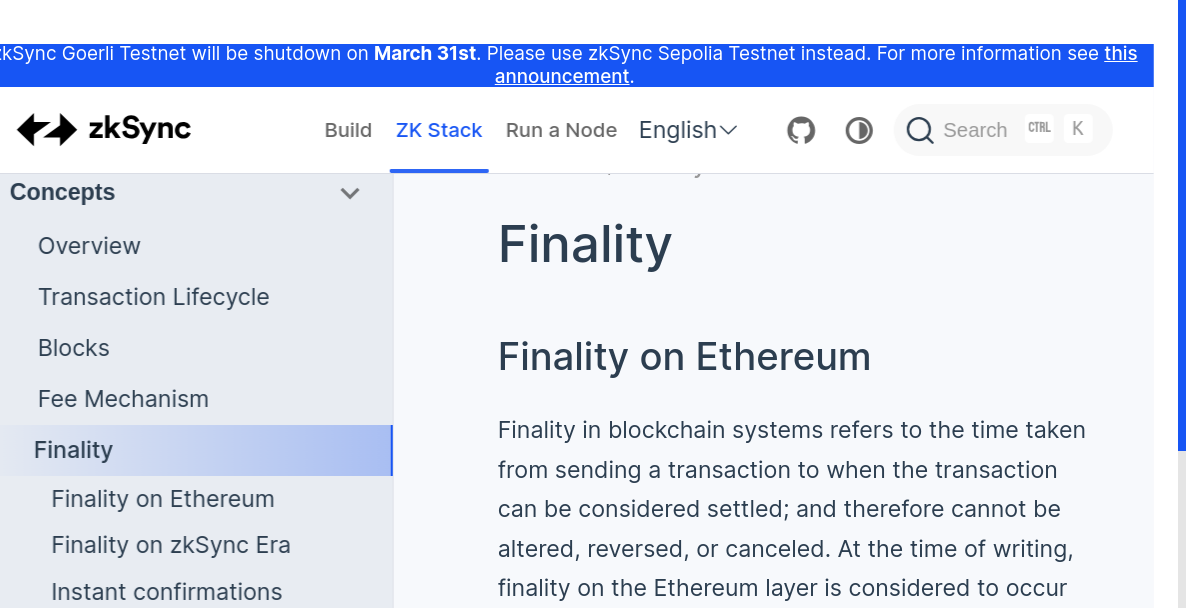 zkSync Goerli Testnet will be shutdown on March 31st. Please use zkSync Sepolia Testnet instead. For more information see this
announcement.
zkSync
Build
ZK Stack
Run a Node
English
Search
CTRL
K
Concepts
Overview
Transaction Lifecycle
Blocks
Fee Mechanism
Finality
Finality on Ethereum
Finality on zkSync Era
Instant confirmations
Finality
Finality on Ethereum
Finality in blockchain systems refers to the time taken
from sending a transaction to when the transaction
can be considered settled; and therefore cannot be
altered, reversed, or canceled. At the time of writing,
finality on the Ethereum layer is considered to occur